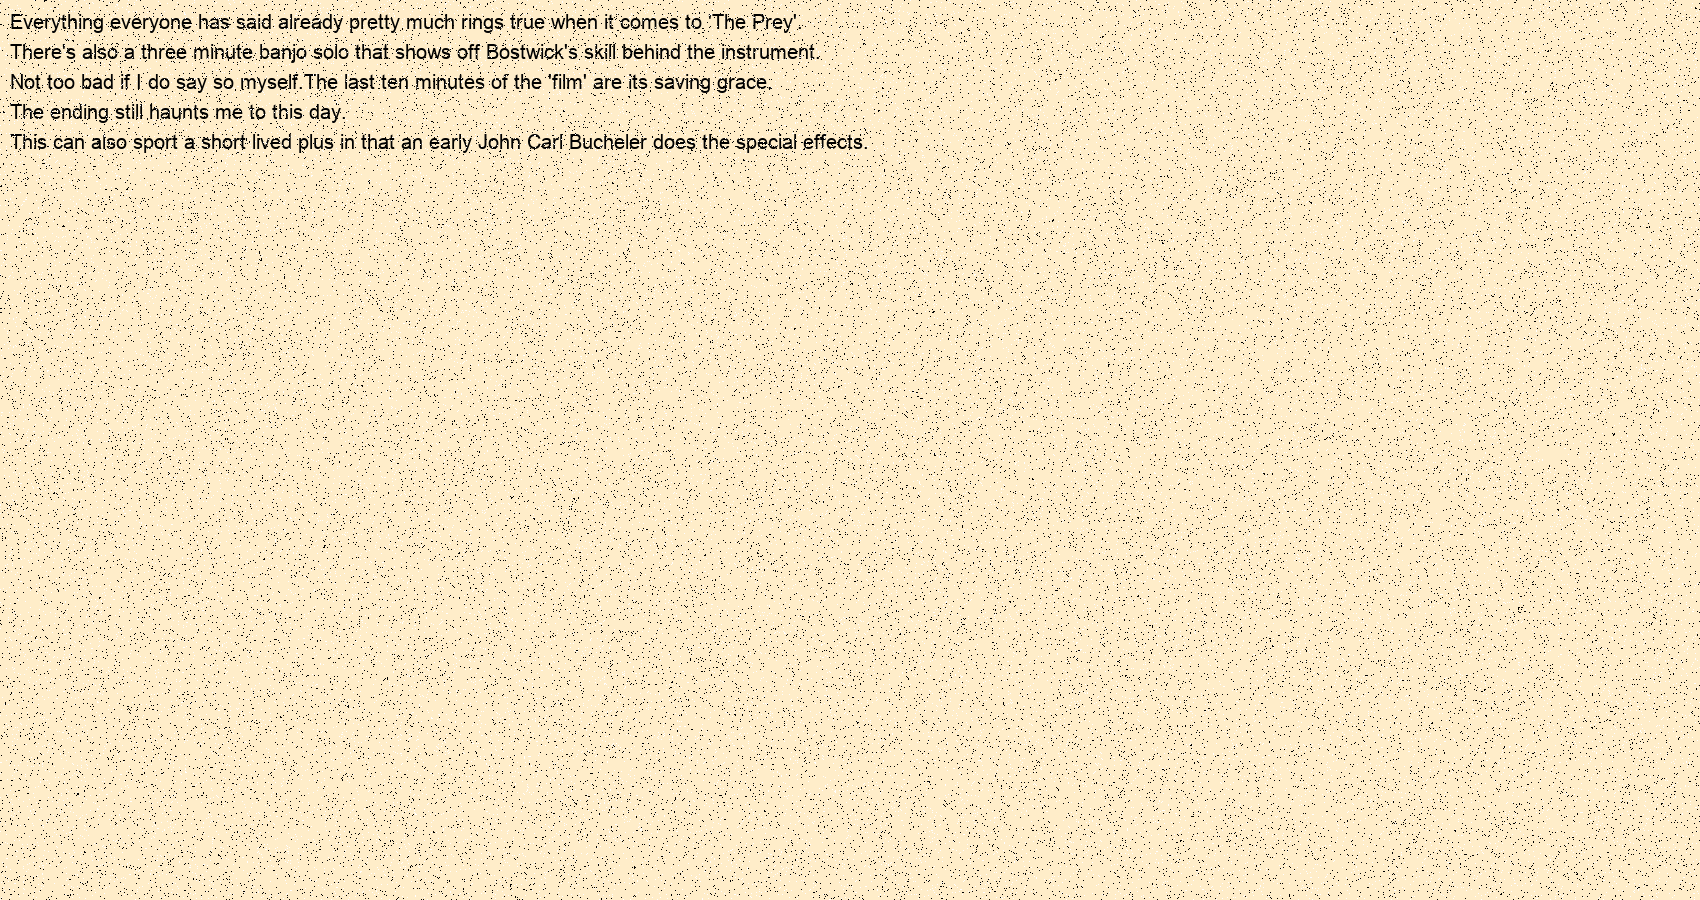 Everything everyone has said already pretty much rings true when it comes to 'The Prey'.
There's also a three minute banjo solo that shows off Bostwick's skill behind the instrument.
Not too bad if I do say so myself.The last ten minutes of the 'film' are its saving grace.
The ending still haunts me to this day.
This can also sport a short lived plus in that an early John Carl Bucheler does the special effects.